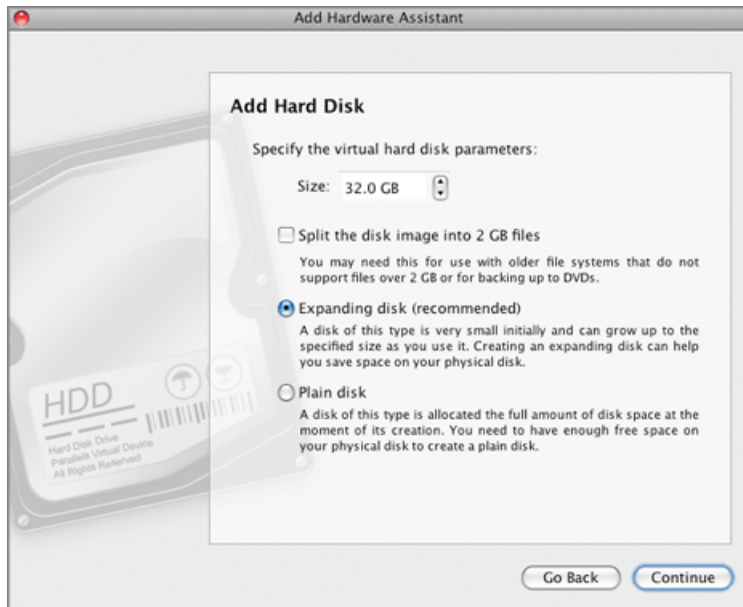 Add Hardware Assistant
Add Hard Disk
Specify the virtual hard disk parameters:
Size: 32.0 GB
Split the disk image into 2 GB files
You may need this for use with older file systems that do not
support files over 2 GB or for backing up to DVDs.
Expanding disk (recommended)
A disk of this type is very small initially and can grow up to the
specified size as you use it. Creating an expanding disk can help
you save space on your physical disk.
Plain disk
A disk of this type is allocated the full amount of disk space at the
moment of its creation. You need to have enough free space on
your physical disk to create a plain disk.
HDD
Hard Disk Drive
Parallels Virtual Device
All Rights Reserved
Go Back Continue